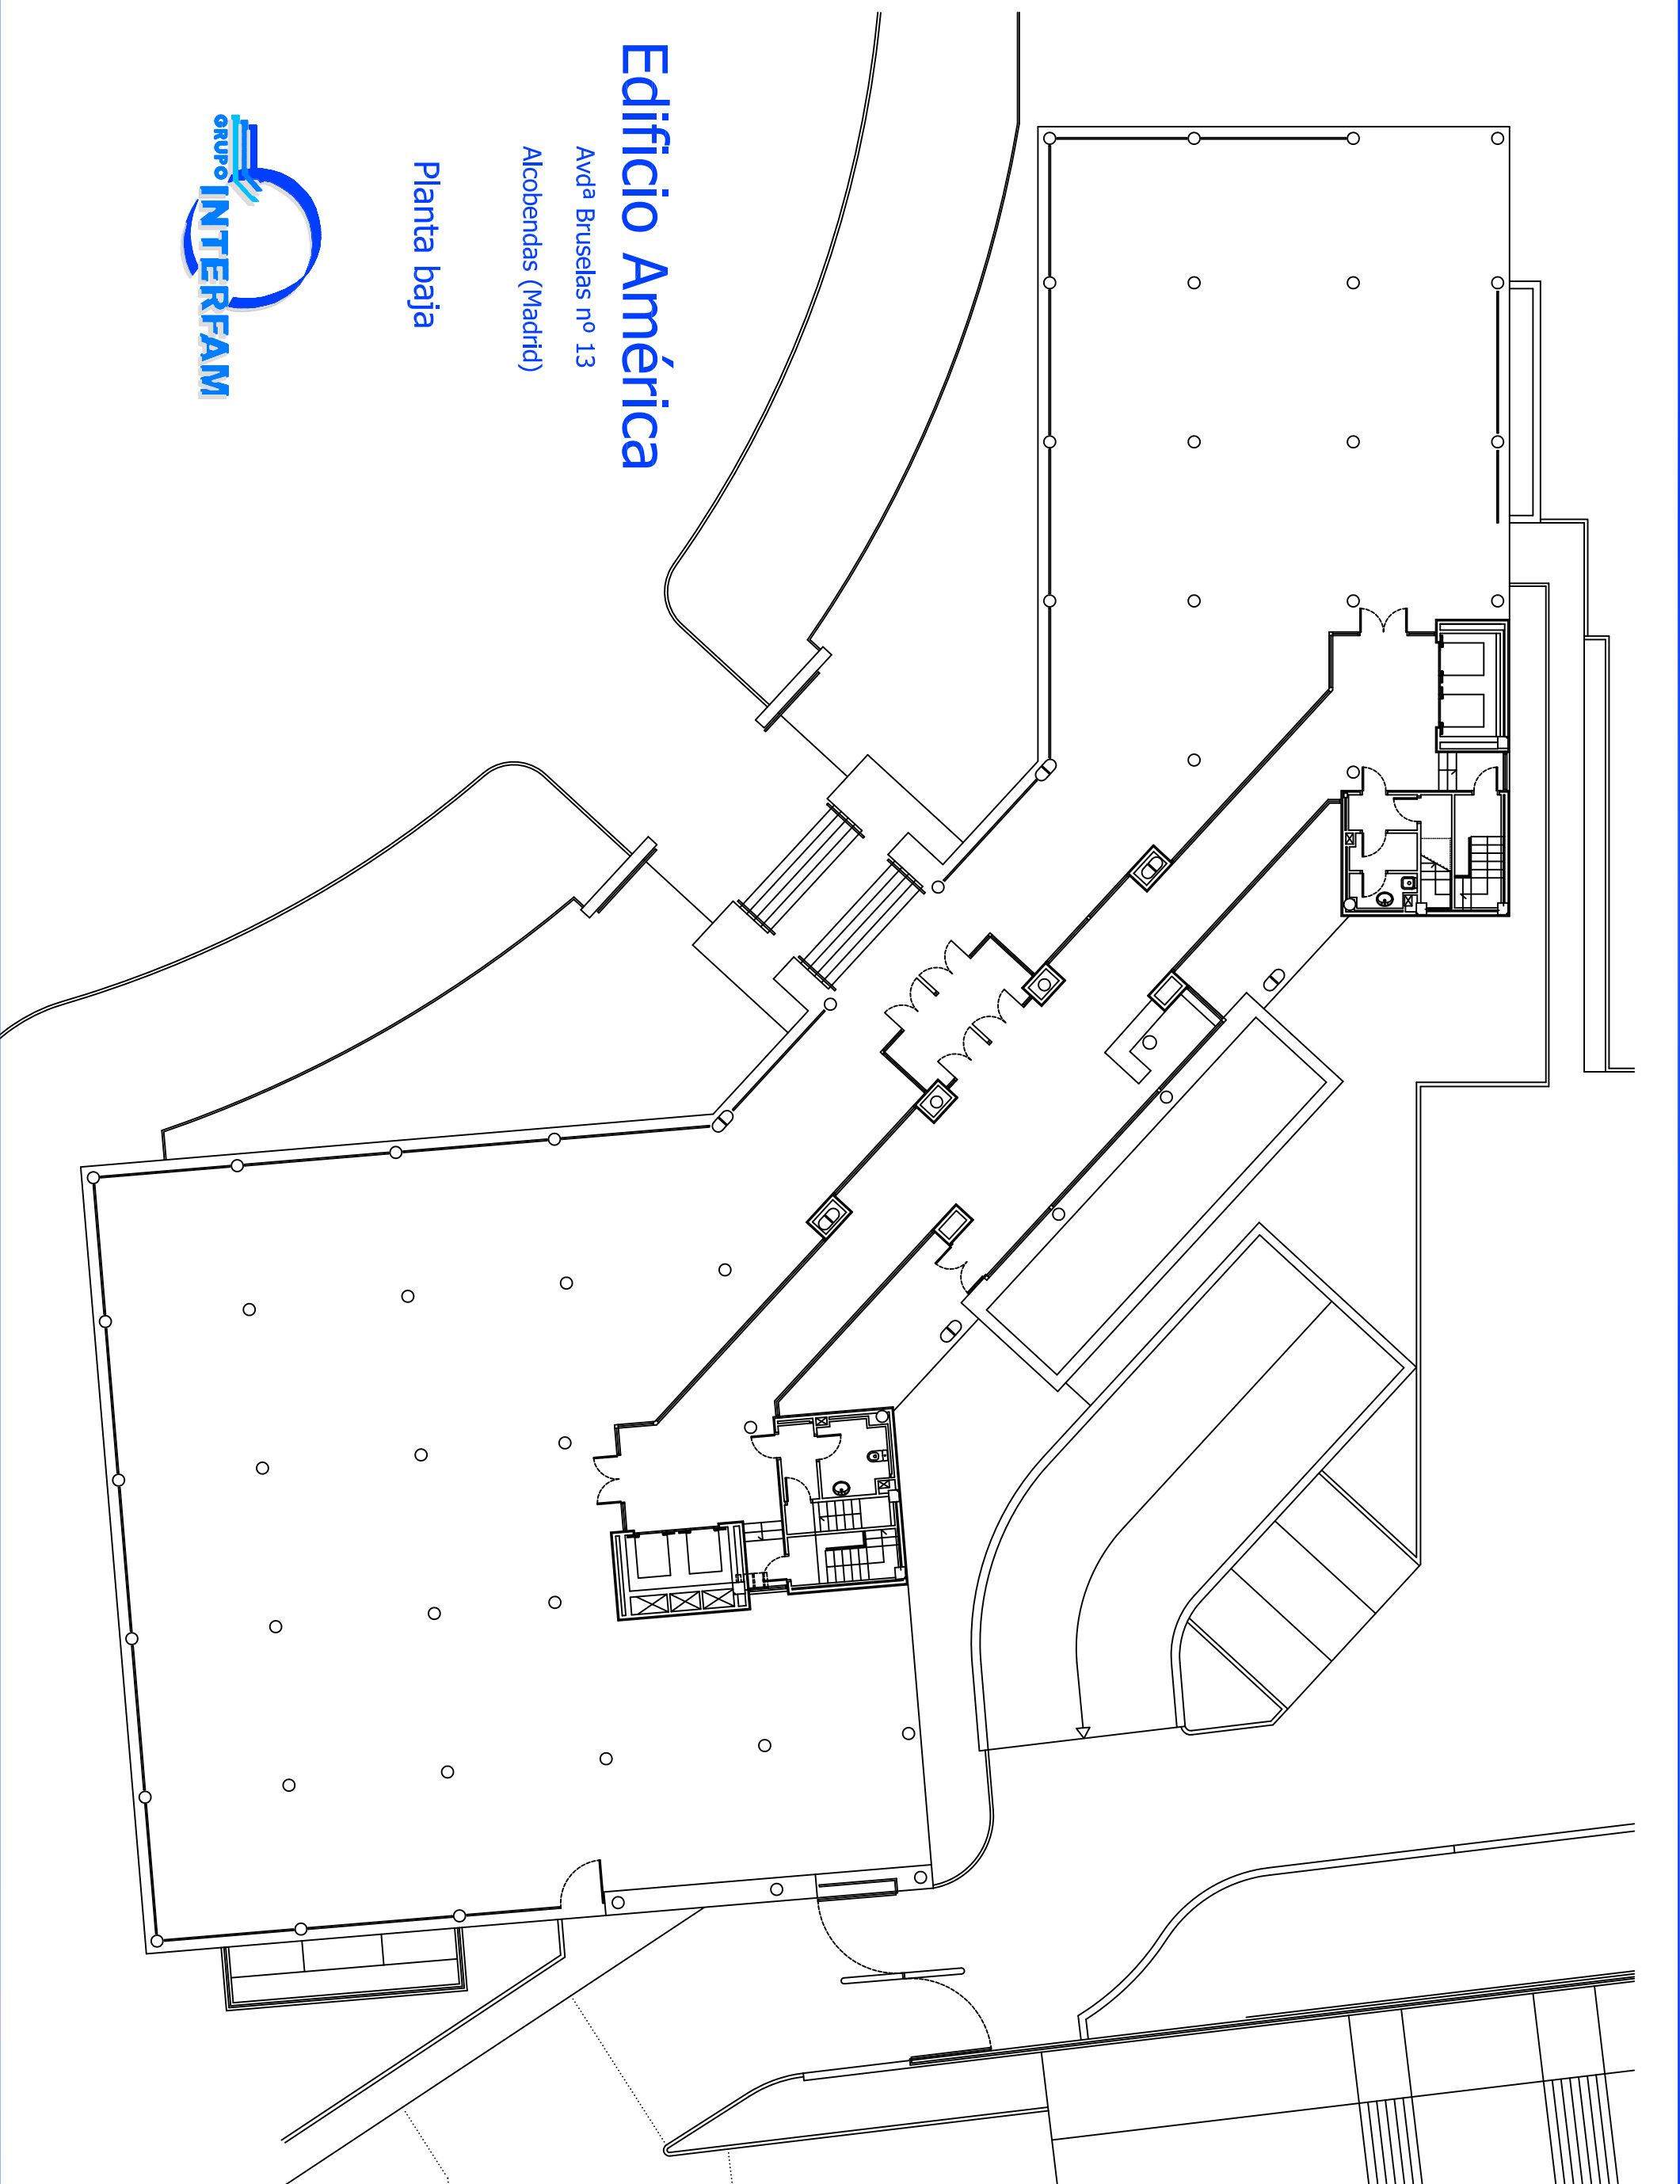 Edificio América
Avdª Bruselas nº 13
Alcobendas (Madrid)
Planta baja
GRUPO
INTERFAM